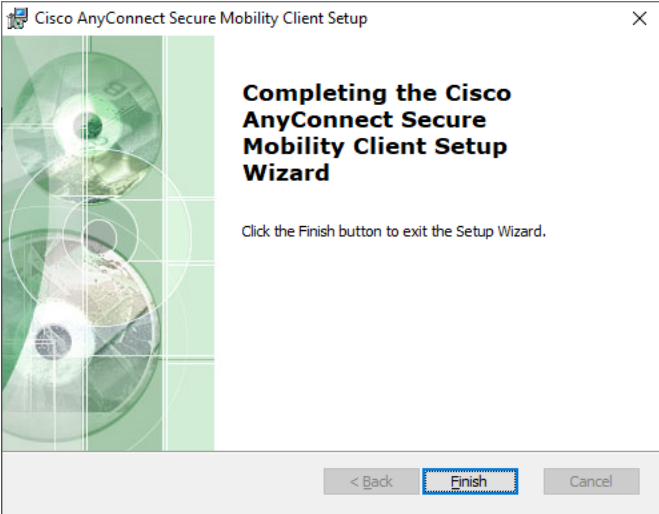 Cisco AnyConnect Secure Mobility Client Setup
Completing the Cisco
AnyConnect Secure
Mobility Client Setup
Wizard
Click the Finish button to exit the Setup Wizard.
< Back
Finish
Cancel